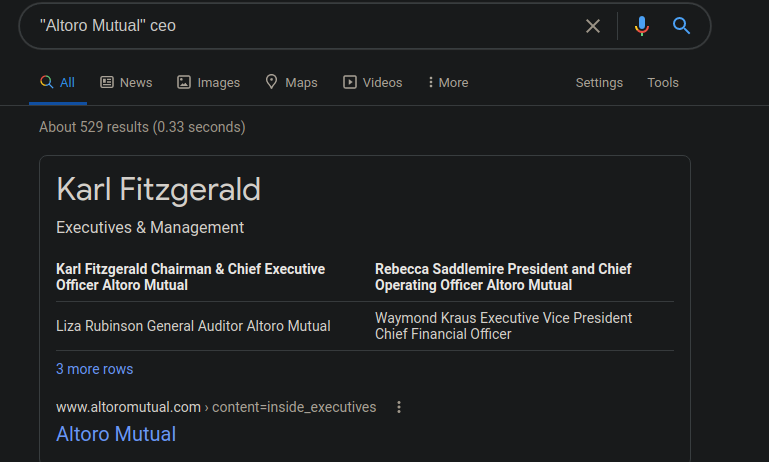 "Altoro Mutual" ceo
All
News
Images
Maps
Videos
More
Settings
Tools
About 529 results (0.33 seconds)
Karl Fitzgerald
Executives & Management
Karl Fitzgerald Chairman & Chief Executive
Officer Altoro Mutual
Rebecca Saddlemire President and Chief
Operating Officer Altoro Mutual
Liza Rubinson General Auditor Altoro Mutual
Waymond Kraus Executive Vice President
Chief Financial Officer
3 more rows
www.altoromutual.com › content=inside_executives
Altoro Mutual